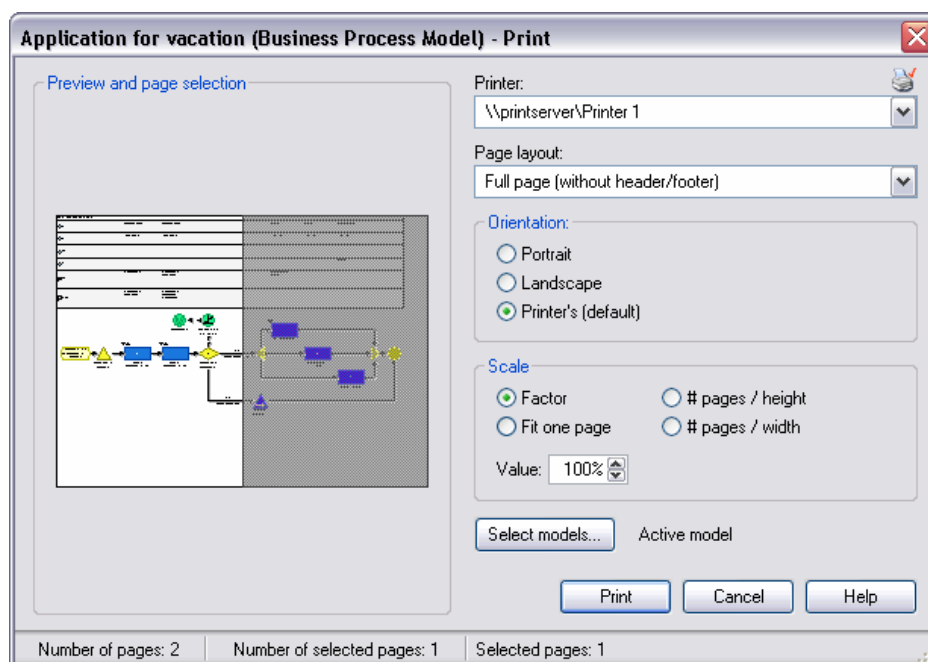 Application for vacation (Business Process Model) - Print
Preview and page selection
Printer:
\\printserver\Printer 1
Page layout:
Full page (without header/footer)
Orientation:
Portrait
Landscape
Printer's (default)
Scale
Factor
# pages / height
Fit one page
# pages / width
Value: 100%
Select models... Active model
Print Cancel Help
Number of pages: 2 Number of selected pages: 1 Selected pages: 1